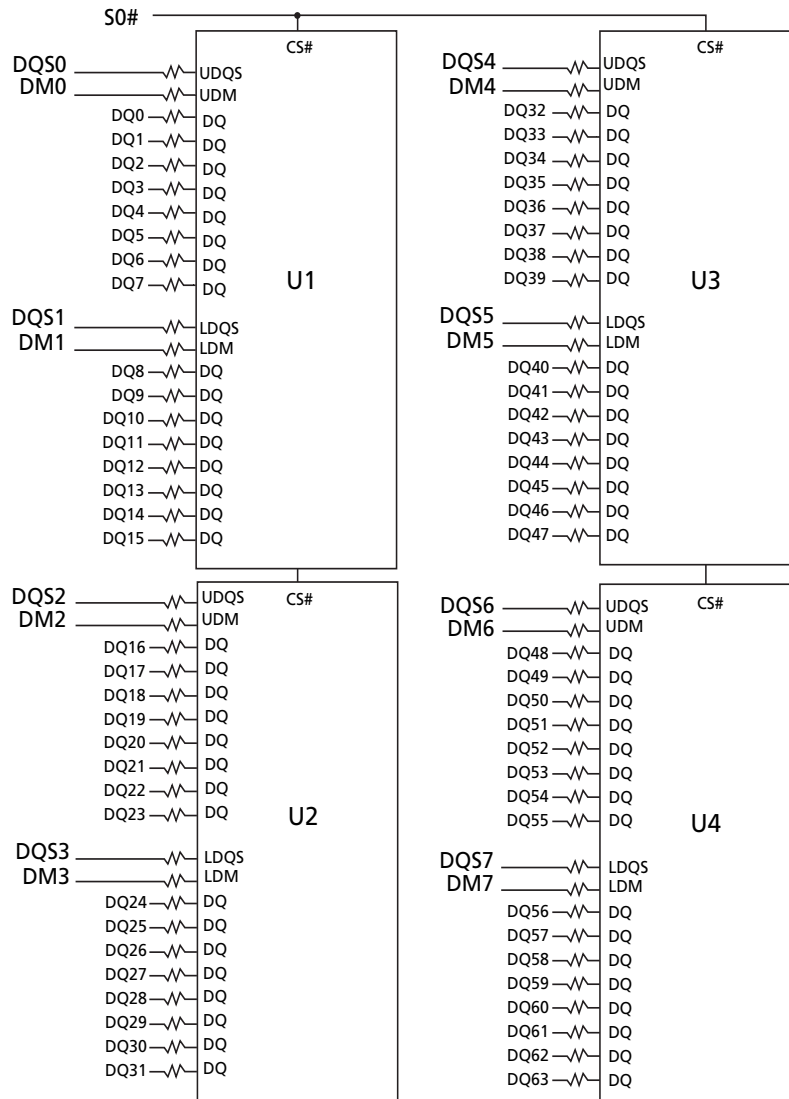 S0#
CS#
DQS0 UDQS
DM0 UDM
DQ0 DQ
DQ1 DQ
DQ2 DQ
DQ3 DQ
DQ4 DQ
DQ5 DQ
DQ6 DQ
DQ7 DQ
U1
DQS1 LDQS
DM1 LDM
DQ8 DQ
DQ9 DQ
DQ10 DQ
DQ11 DQ
DQ12 DQ
DQ13 DQ
DQ14 DQ
DQ15 DQ
CS#
DQS2 UDQS
DM2 UDM
DQ16 DQ
DQ17 DQ
DQ18 DQ
DQ19 DQ
DQ20 DQ
DQ21 DQ
DQ22 DQ
DQ23 DQ
U2
DQS3 LDQS
DM3 LDM
DQ24 DQ
DQ25 DQ
DQ26 DQ
DQ27 DQ
DQ28 DQ
DQ29 DQ
DQ30 DQ
DQ31 DQ
CS#
DQS4 UDQS
DM4 UDM
DQ32 DQ
DQ33 DQ
DQ34 DQ
DQ35 DQ
DQ36 DQ
DQ37 DQ
DQ38 DQ
DQ39 DQ
U3
DQS5 LDQS
DM5 LDM
DQ40 DQ
DQ41 DQ
DQ42 DQ
DQ43 DQ
DQ44 DQ
DQ45 DQ
DQ46 DQ
DQ47 DQ
CS#
DQS6 UDQS
DM6 UDM
DQ48 DQ
DQ49 DQ
DQ50 DQ
DQ51 DQ
DQ52 DQ
DQ53 DQ
DQ54 DQ
DQ55 DQ
U4
DQS7 LDQS
DM7 LDM
DQ56 DQ
DQ57 DQ
DQ58 DQ
DQ59 DQ
DQ60 DQ
DQ61 DQ
DQ62 DQ
DQ63 DQ